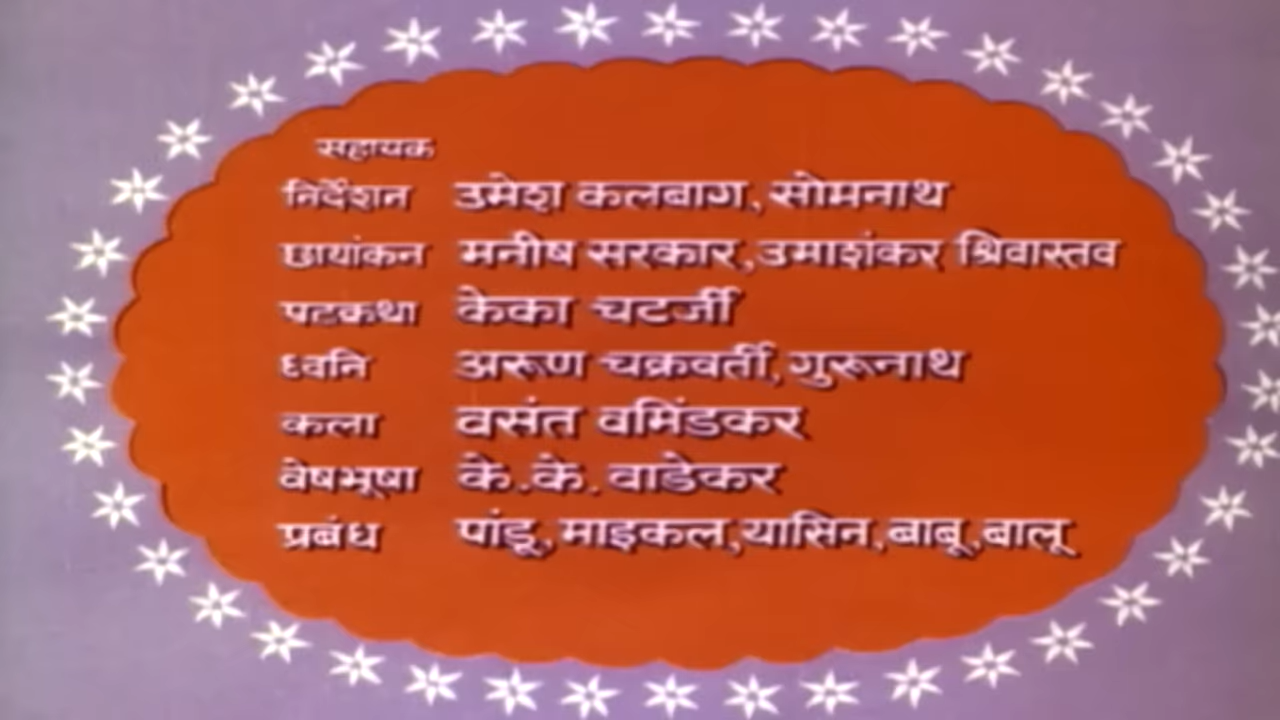 सहायक
निर्देशन उमेश कलबाग, सोमनाथ
छायांकन मनीष सरकार, उमाशंकर श्रिवास्तव
पटकथा केका चटर्जी
ध्वनि अरूण चक्रवर्ती, गुरूनाथ
कला वसंत वर्मिडकर
वेषभूषा के. के. वाडेकर
प्रबंध पांडू, माइकल, यासिन, बाबू, बालू